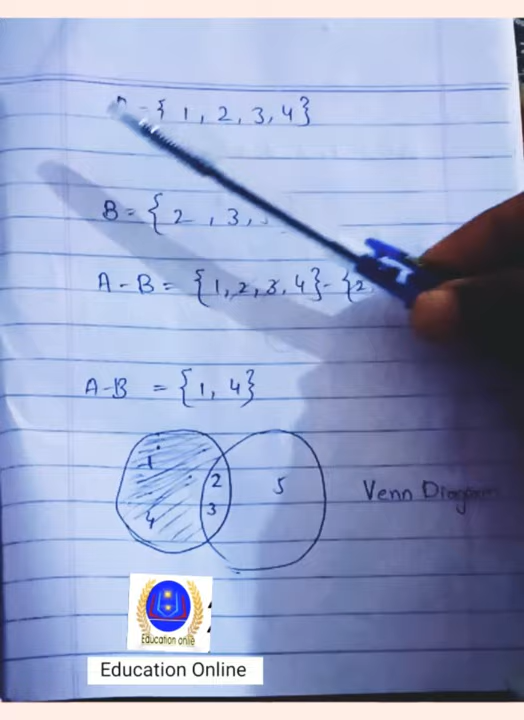 = { 1, 2, 3, 4 }
B = { 2, 3,
A - B = { 1, 2, 3, 4 } - { 2
A - B = { 1, 4 }
1
2
5
4
3
Venn Diagram
Education onlie
Education Online